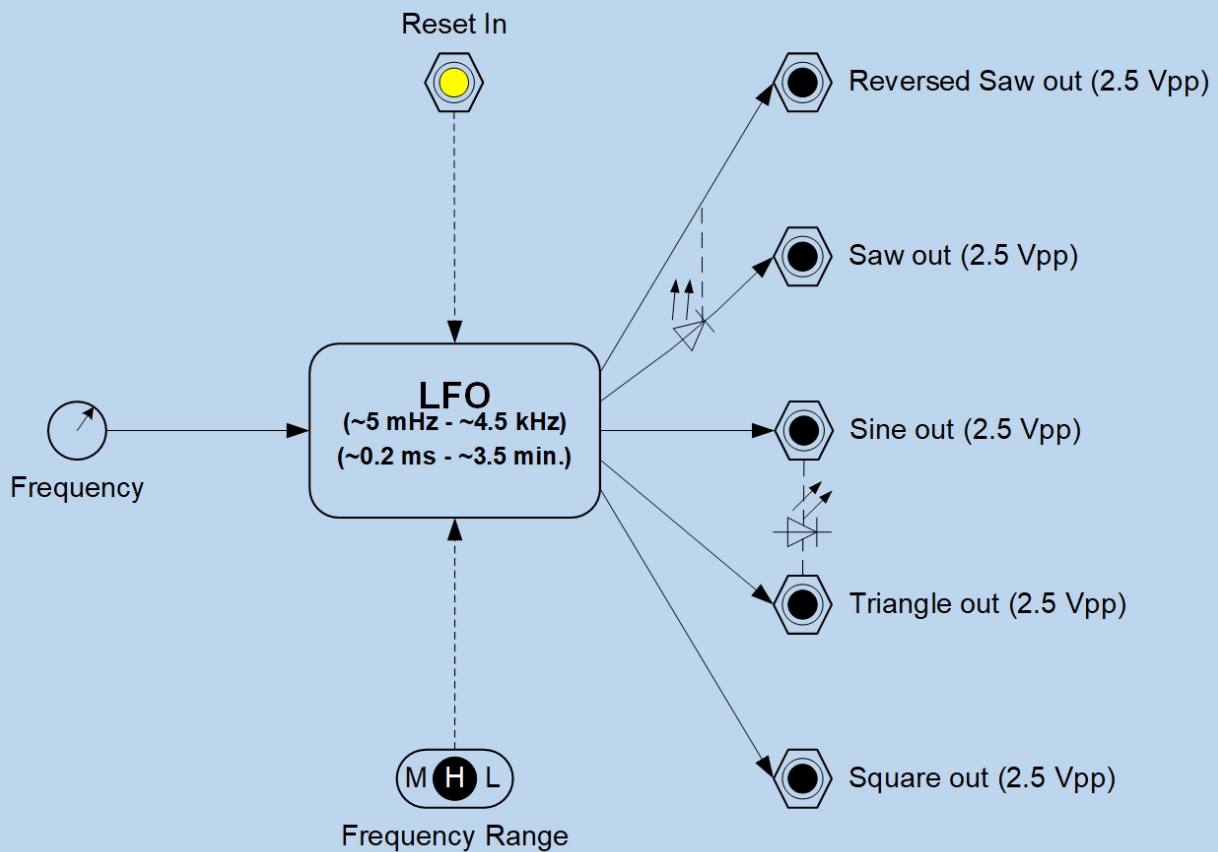 Reset In
Reversed Saw out (2.5 Vpp)
Saw out (2.5 Vpp)
LFO
(~5 mHz - ~4.5 kHz)
(~0.2 ms - ~3.5 min.)
Sine out (2.5 Vpp)
Frequency
Triangle out (2.5 Vpp)
M H L
Square out (2.5 Vpp)
Frequency Range